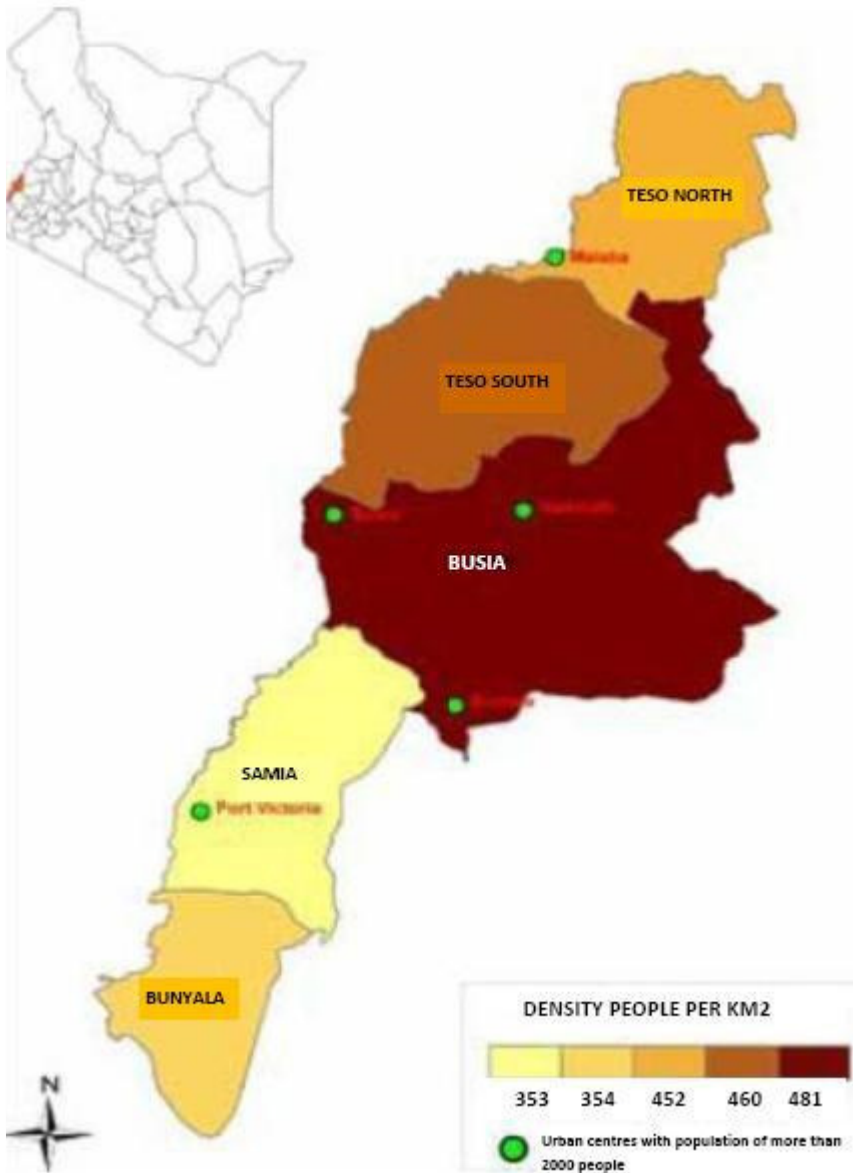 TESO NORTH
Malaba
TESO SOUTH
BUSIA
SAMIA
Port Victoria
BUNYALA
N
DENSITY PEOPLE PER KM2
353 354 452 460 481
Urban centres with population of more than
2000 people